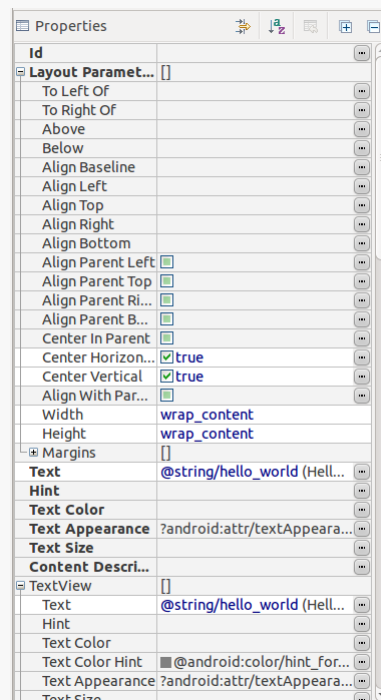 Properties
Id
Layout Paramet... []
To Left Of
To Right Of
Above
Below
Align Baseline
Align Left
Align Top
Align Right
Align Bottom
Align Parent Left
Align Parent Top
Align Parent Ri...
Align Parent B...
Center In Parent
Center Horizon... true
Center Vertical true
Align With Par...
Width wrap_content
Height wrap_content
Margins []
Text @string/hello_world (Hell...
Hint
Text Color
Text Appearance ?android:attr/textAppeara...
Text Size
Content Descri...
TextView []
Text @string/hello_world (Hell...
Hint
Text Color
Text Color Hint @android:color/hint_for...
Text Appearance ?android:attr/textAppeara...
Text Size